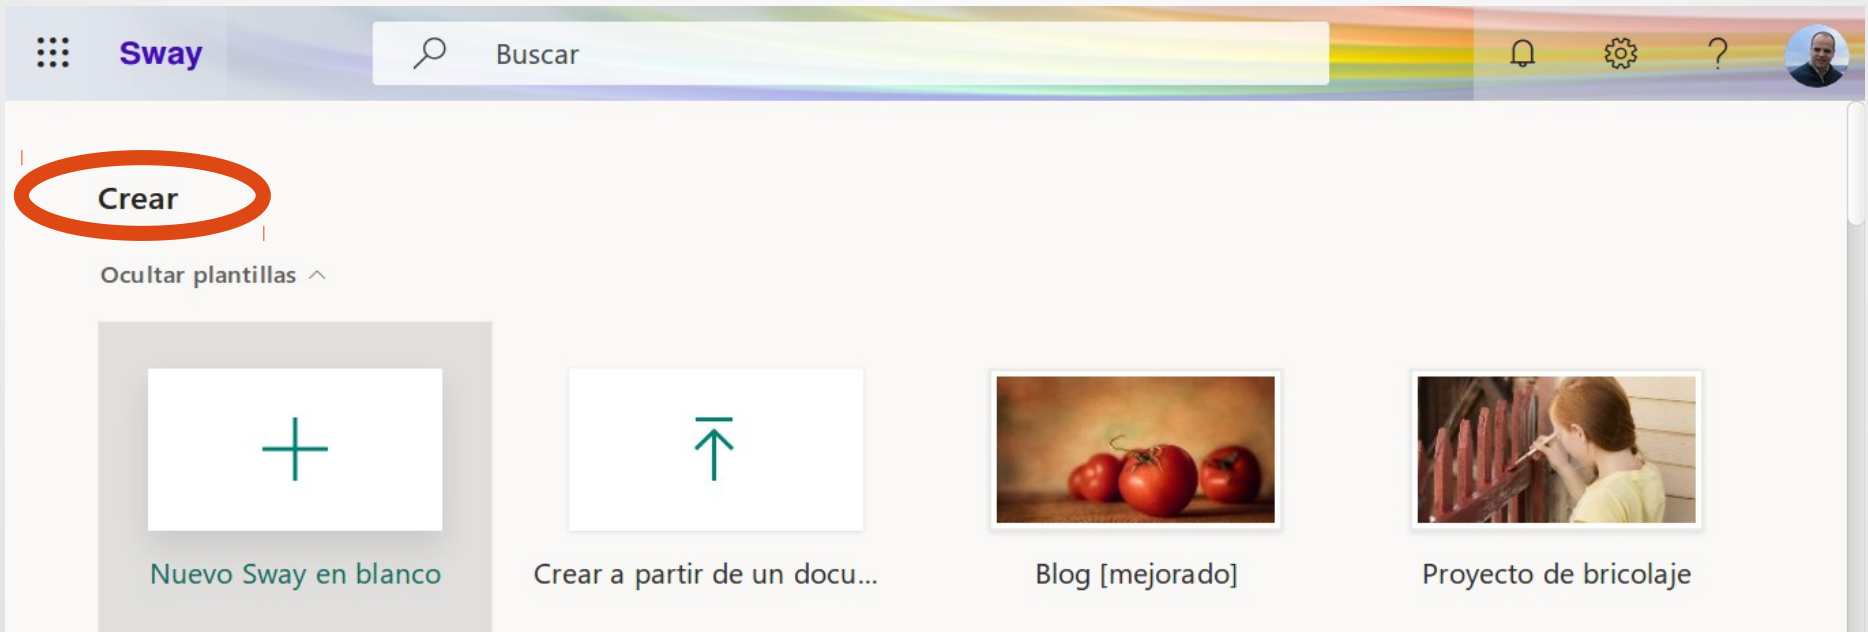 Sway
Buscar
?
Crear
Ocultar plantillas
Nuevo Sway en blanco
Crear a partir de un docu...
Blog [mejorado]
Proyecto de bricolaje